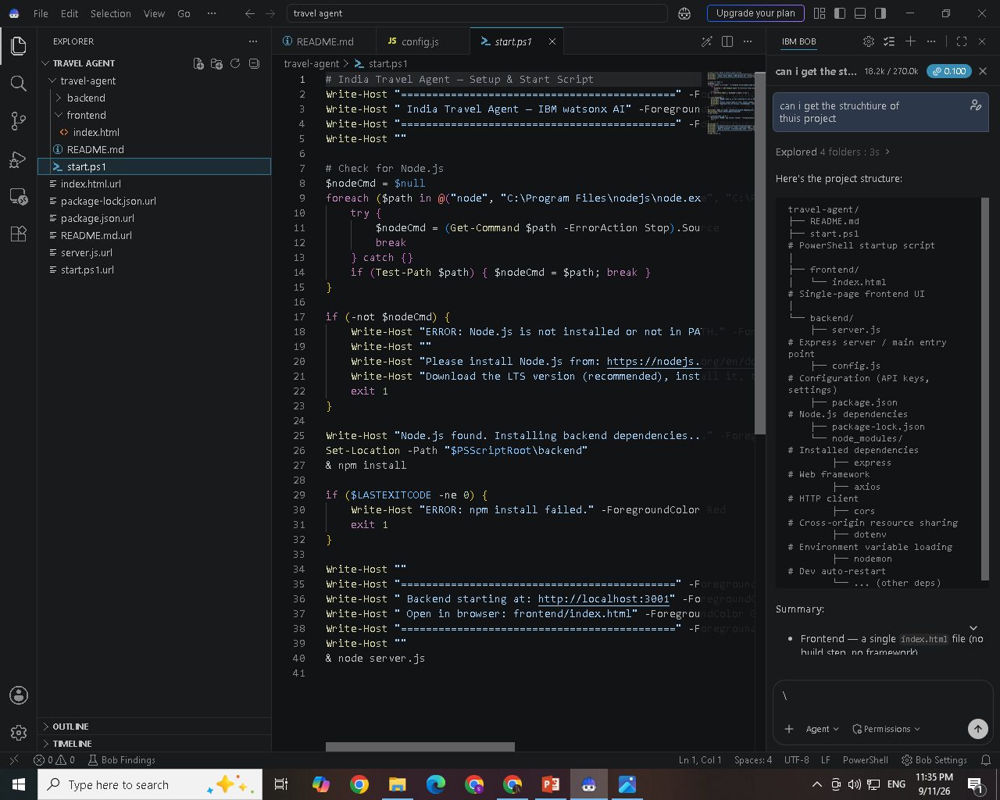 File Edit Selection View Go ··· travel agent Upgrade your plan
EXPLORER ···
TRAVEL AGENT
travel-agent
backend
frontend
index.html
README.md
start.ps1
index.html.url
package-lock.json.url
package.json.url
README.md.url
server.js.url
start.ps1.url
OUTLINE
TIMELINE
README.md JS config.js start.ps1
travel-agent > start.ps1
1 # India Travel Agent — Setup & Start Script
2 Write-Host "============================================" -F
3 Write-Host " India Travel Agent — IBM watsonx AI" -Foregroun
4 Write-Host "============================================" -F
5 Write-Host ""
6
7 # Check for Node.js
8 $nodeCmd = $null
9 foreach ($path in @("node", "C:\Program Files\nodejs\node.exe", "C:\
10 try {
11 $nodeCmd = (Get-Command $path -ErrorAction Stop).Source
12 break
13 } catch {}
14 if (Test-Path $path) { $nodeCmd = $path; break }
15 }
16
17 if (-not $nodeCmd) {
18 Write-Host "ERROR: Node.js is not installed or not in PATH." -For
19 Write-Host ""
20 Write-Host "Please install Node.js from: https://nodejs.org/en/do
21 Write-Host "Download the LTS version (recommended), install it, t
22 exit 1
23 }
24
25 Write-Host "Node.js found. Installing backend dependencies..." -Foreg
26 Set-Location -Path "$PSScriptRoot\backend"
27 & npm install
28
29 if ($LASTEXITCODE -ne 0) {
30 Write-Host "ERROR: npm install failed." -ForegroundColor Red
31 exit 1
32 }
33
34 Write-Host ""
35 Write-Host "============================================" -Foreground
36 Write-Host " Backend starting at: http://localhost:3001" -ForegroundC
37 Write-Host " Open in browser: frontend/index.html" -ForegroundColor G
38 Write-Host "============================================" -Foreground
39 Write-Host ""
40 & node server.js
41
IBM BOB
can i get the st... 18.2k / 270.0k 0.100
can i get the struchtiure of
thuis project
Explored 4 folders : 3s >
Here's the project structure:
travel-agent/
├── README.md
├── start.ps1
# PowerShell startup script
│
├── frontend/
│   └── index.html
# Single-page frontend UI
│
└── backend/
├── server.js
# Express server / main entry
point
├── config.js
# Configuration (API keys,
settings)
├── package.json
# Node.js dependencies
├── package-lock.json
└── node_modules/
# Installed dependencies
├── express
# Web framework
├── axios
# HTTP client
├── cors
# Cross-origin resource sharing
├── dotenv
# Environment variable loading
├── nodemon
# Dev auto-restart
└── ... (other deps)
Summary:
• Frontend — a single index.html file (no
build step, no framework)
\
Agent Permissions
0 0 Bob Findings Ln 1, Col 1 Spaces: 4 UTF-8 LF PowerShell Bob Settings
Type here to search ENG 11:35 PM
9/11/26
1